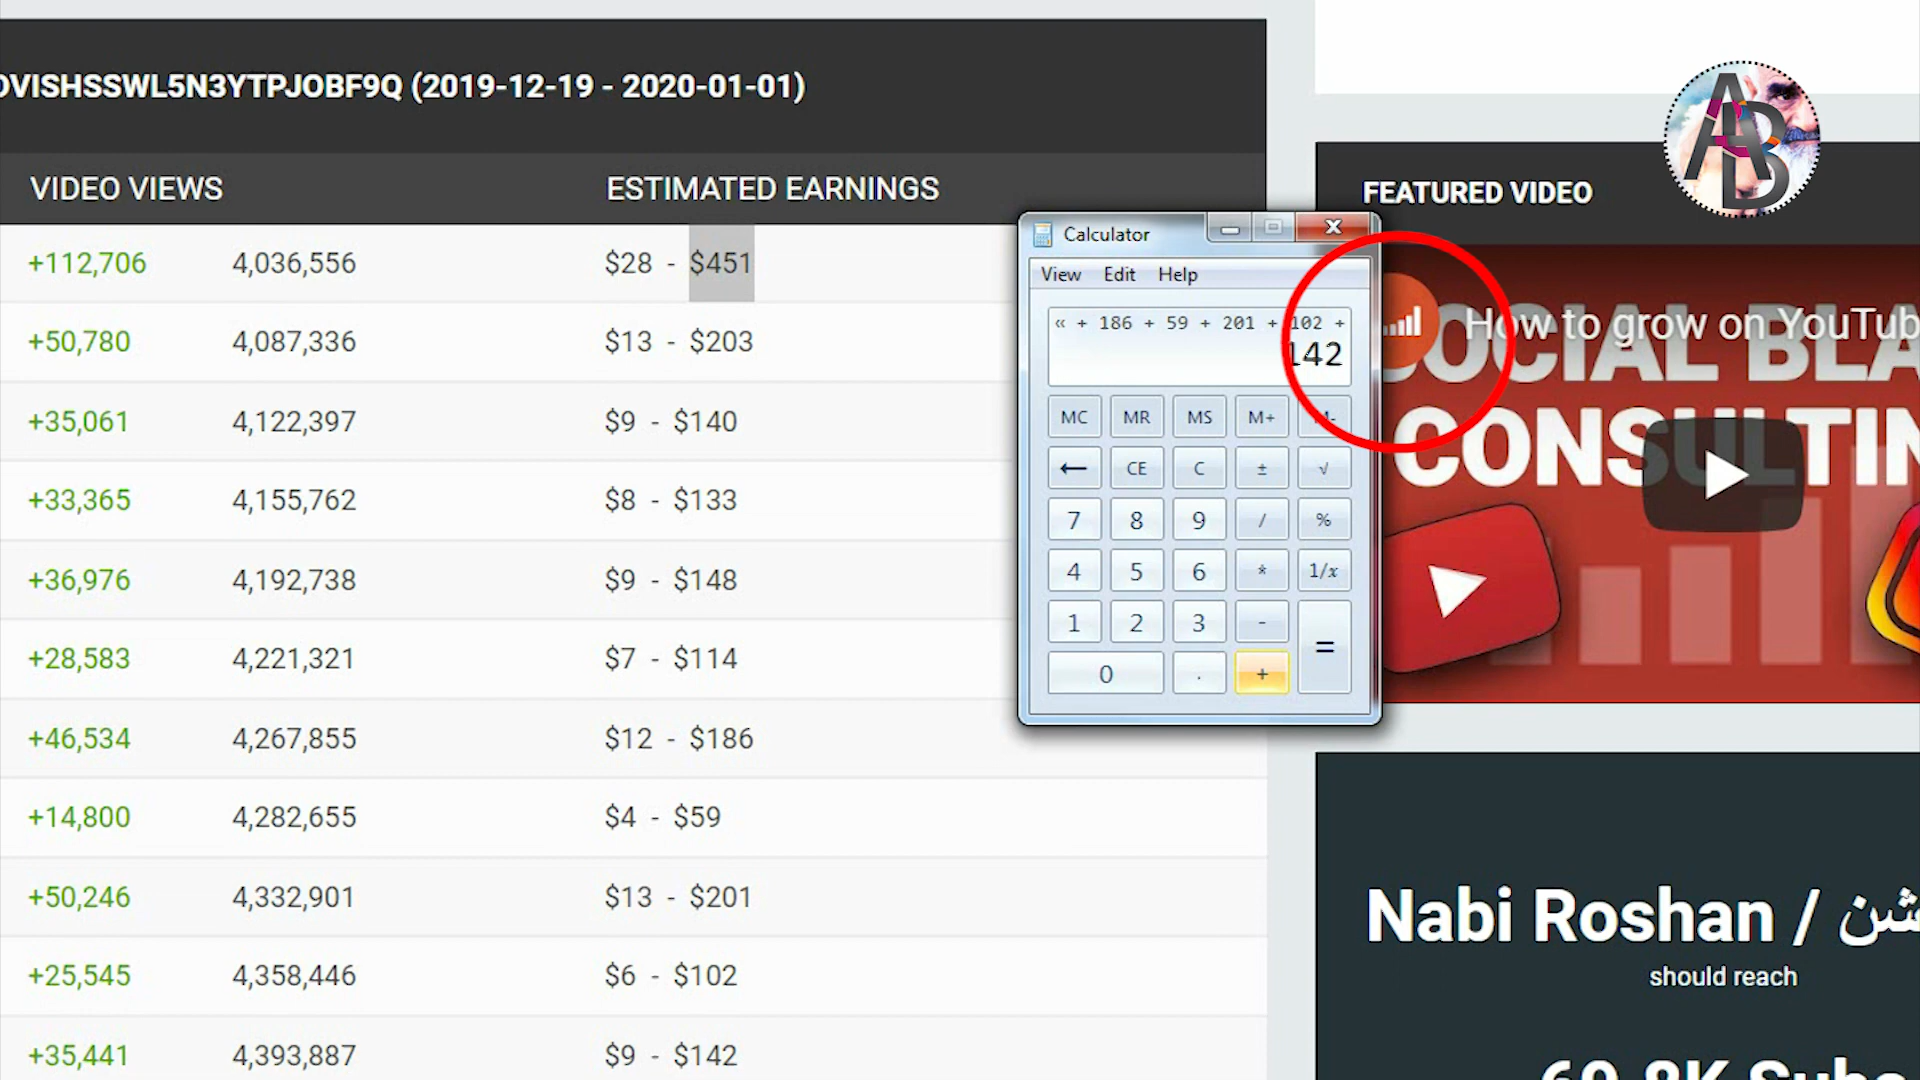 OVISHSSWL5N3YTPJOBF9Q (2019-12-19 - 2020-01-01)
VIDEO VIEWS ESTIMATED EARNINGS
+112,706 4,036,556 $28 - $451
+50,780 4,087,336 $13 - $203
+35,061 4,122,397 $9 - $140
+33,365 4,155,762 $8 - $133
+36,976 4,192,738 $9 - $148
+28,583 4,221,321 $7 - $114
+46,534 4,267,855 $12 - $186
+14,800 4,282,655 $4 - $59
+50,246 4,332,901 $13 - $201
+25,545 4,358,446 $6 - $102
+35,441 4,393,887 $9 - $142
Calculator
View Edit Help
« + 186 + 59 + 201 + 102 +
142
MC MR MS M+ M-
← CE C ± √
7 8 9 / %
4 5 6 * 1/x
1 2 3 - =
0 . +
FEATURED VIDEO
How to grow on YouTub
SOCIAL BLA
CONSULTIN
Nabi Roshan /
should reach